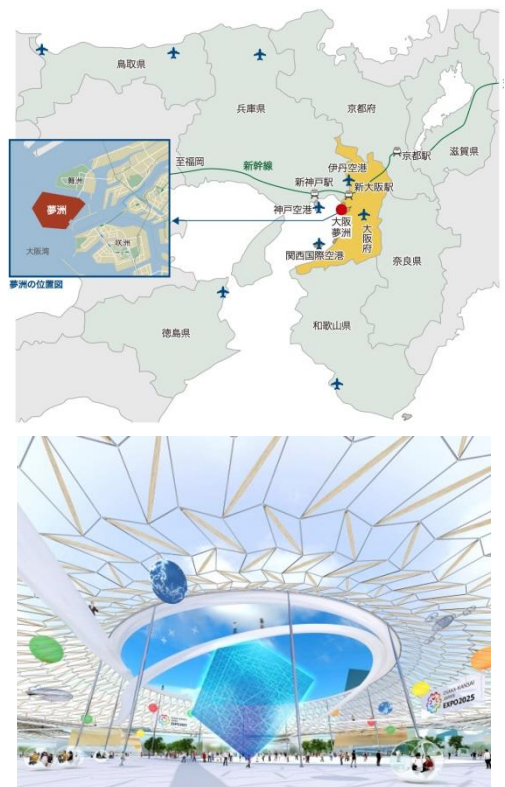 鳥取県
兵庫県
京都府
滋賀県
至福岡
新幹線
京都駅
伊丹空港
新神戸駅
新大阪駅
神戸空港
大阪
夢洲
大阪府
関西国際空港
奈良県
和歌山県
徳島県
舞洲
夢洲
咲洲
大阪湾
夢洲の位置図
OSAKA-KANSAI
JAPAN
EXPO2025
EXPO2025